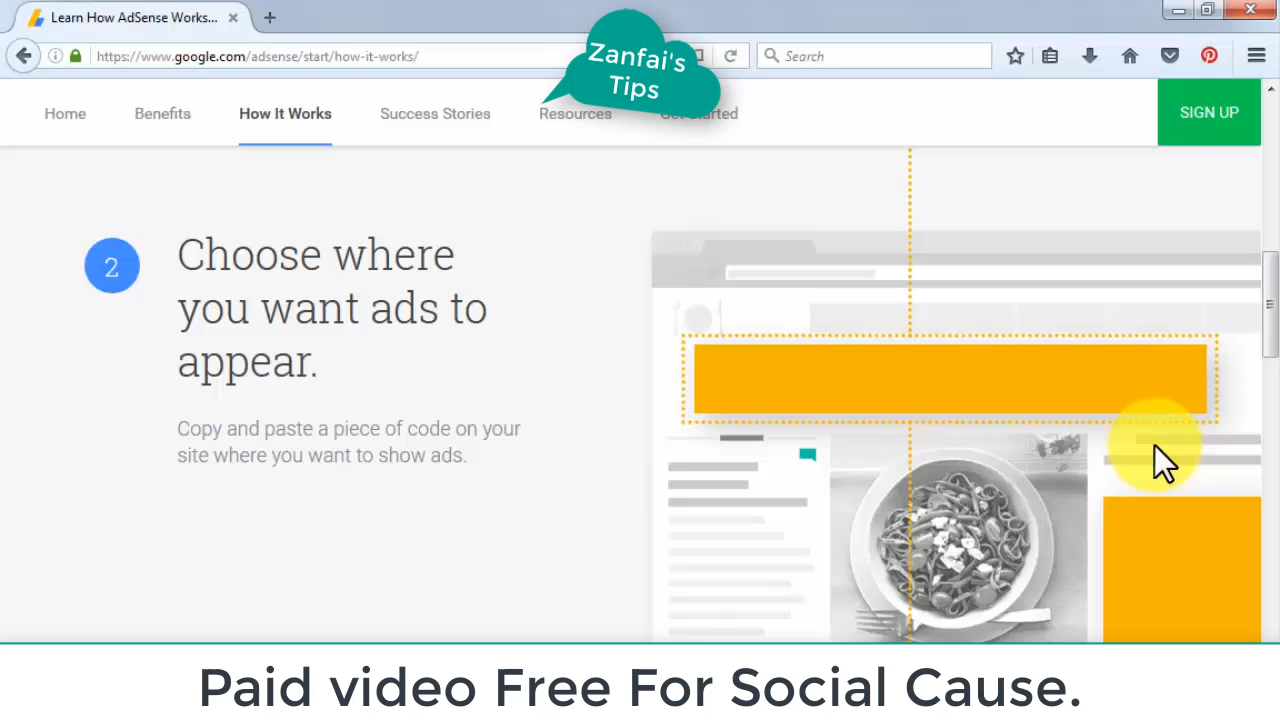 Learn How AdSense Works...
https://www.google.com/adsense/start/how-it-works/
Search
Zanfai's
Tips
Home
Benefits
How It Works
Success Stories
Resources
Get Started
SIGN UP
2
Choose where
you want ads to
appear.
Copy and paste a piece of code on your
site where you want to show ads.
Paid video Free For Social Cause.